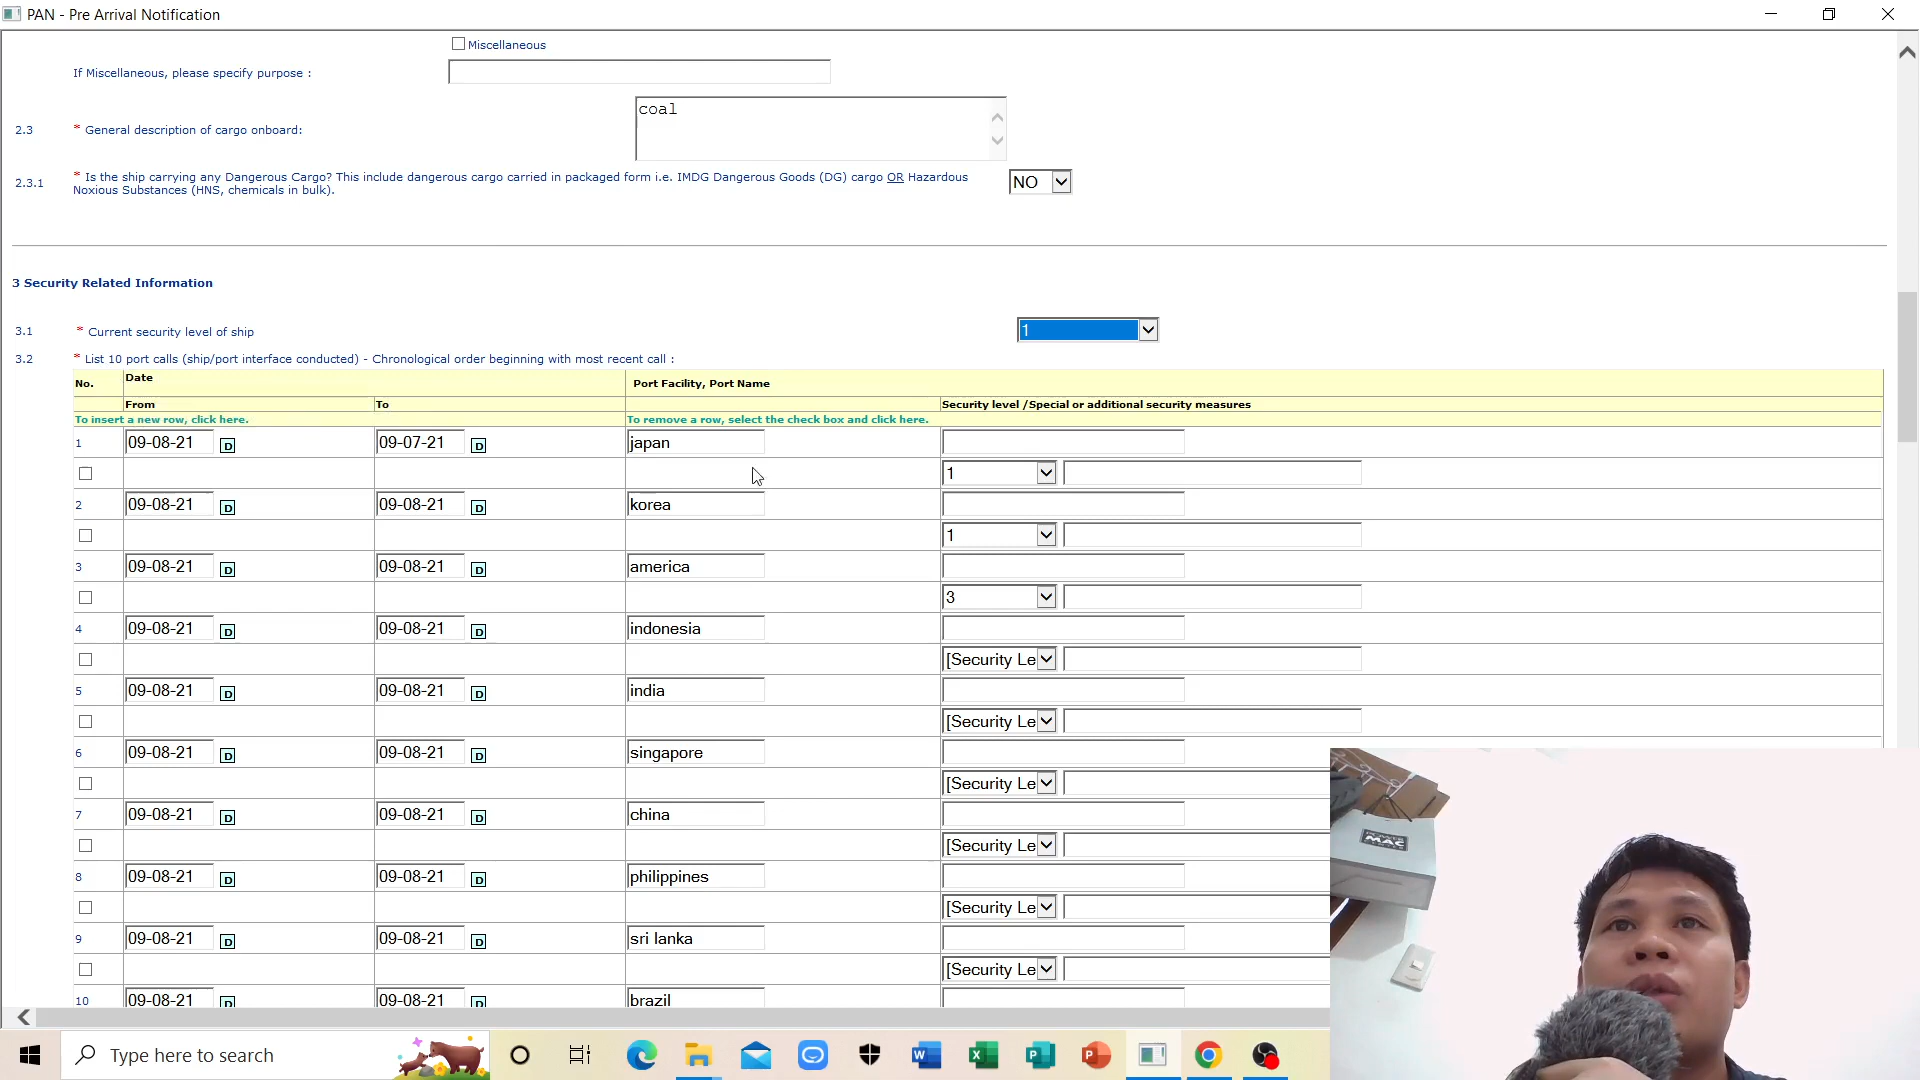 PAN - Pre Arrival Notification
Miscellaneous
If Miscellaneous, please specify purpose :
coal
2.3 * General description of cargo onboard:
2.3.1 * Is the ship carrying any Dangerous Cargo? This include dangerous cargo carried in packaged form i.e. IMDG Dangerous Goods (DG) cargo OR Hazardous NO
Noxious Substances (HNS, chemicals in bulk).
3 Security Related Information
3.1 * Current security level of ship 1
3.2 * List 10 port calls (ship/port interface conducted) - Chronological order beginning with most recent call :
No. Date Port Facility, Port Name
From To Security level /Special or additional security measures
To insert a new row, click here. To remove a row, select the check box and click here.
1 09-08-21 D 09-07-21 D japan
1
2 09-08-21 D 09-08-21 D korea
1
3 09-08-21 D 09-08-21 D america
3
4 09-08-21 D 09-08-21 D indonesia
[Security Le
5 09-08-21 D 09-08-21 D india
[Security Le
6 09-08-21 D 09-08-21 D singapore
[Security Le
7 09-08-21 D 09-08-21 D china
[Security Le
8 09-08-21 D 09-08-21 D philippines
[Security Le
9 09-08-21 D 09-08-21 D sri lanka
[Security Le
10 09-08-21 D 09-08-21 D brazil
Type here to search
MAC